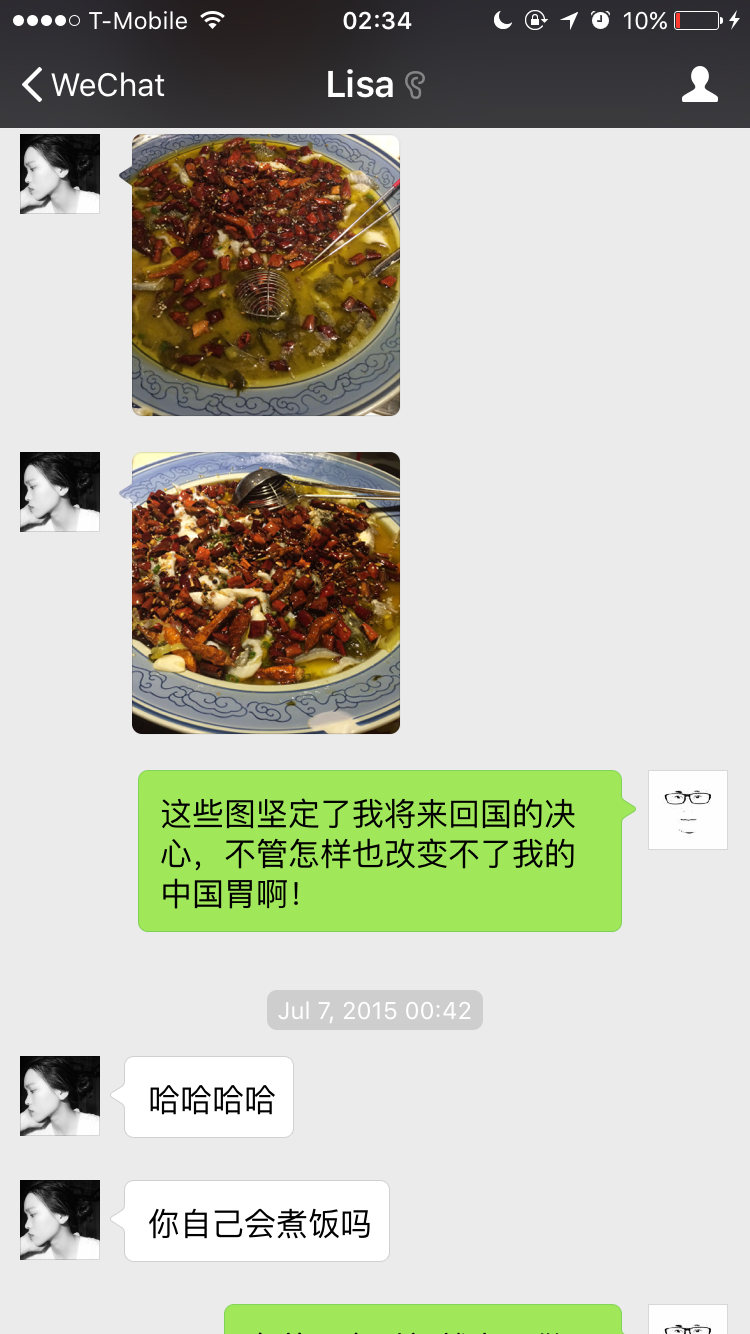 T-Mobile 02:34 10%
WeChat Lisa
这些图坚定了我将来回国的决
心，不管怎样也改变不了我的
中国胃啊！
Jul 7, 2015 00:42
哈哈哈哈
你自己会煮饭吗